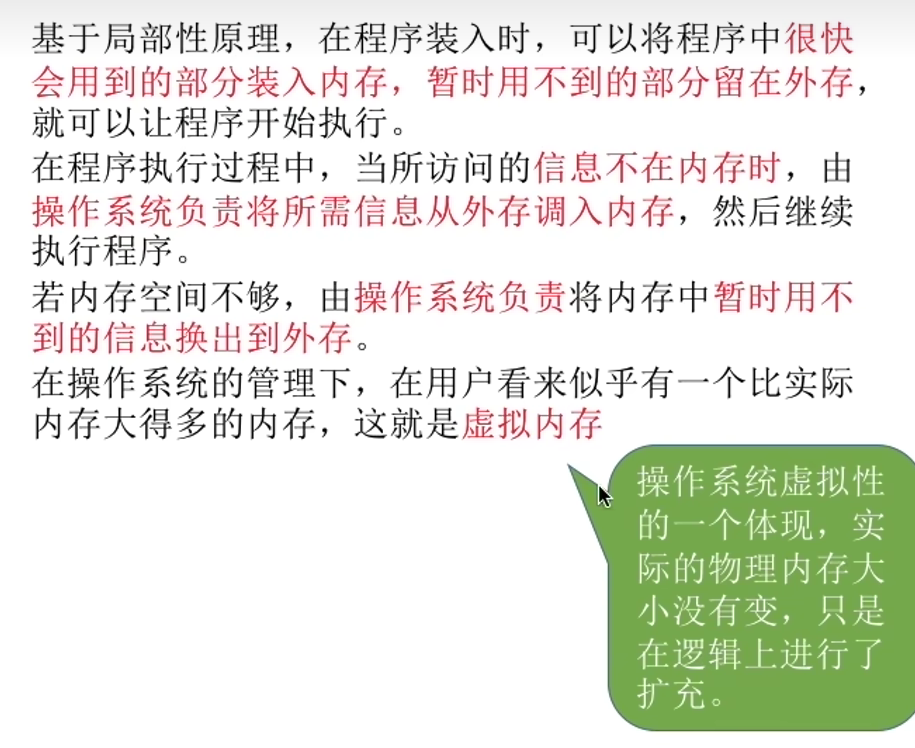 基于局部性原理，在程序装入时，可以将程序中很快
会用到的部分装入内存，暂时用不到的部分留在外存，
就可以让程序开始执行。
在程序执行过程中，当所访问的信息不在内存时，由
操作系统负责将所需信息从外存调入内存，然后继续
执行程序。
若内存空间不够，由操作系统负责将内存中暂时用不
到的信息换出到外存。
在操作系统的管理下，在用户看来似乎有一个比实际
内存大得多的内存，这就是虚拟内存
操作系统虚拟性
的一个体现，实
际的物理内存大
小没有变，只是
在逻辑上进行了
扩充。